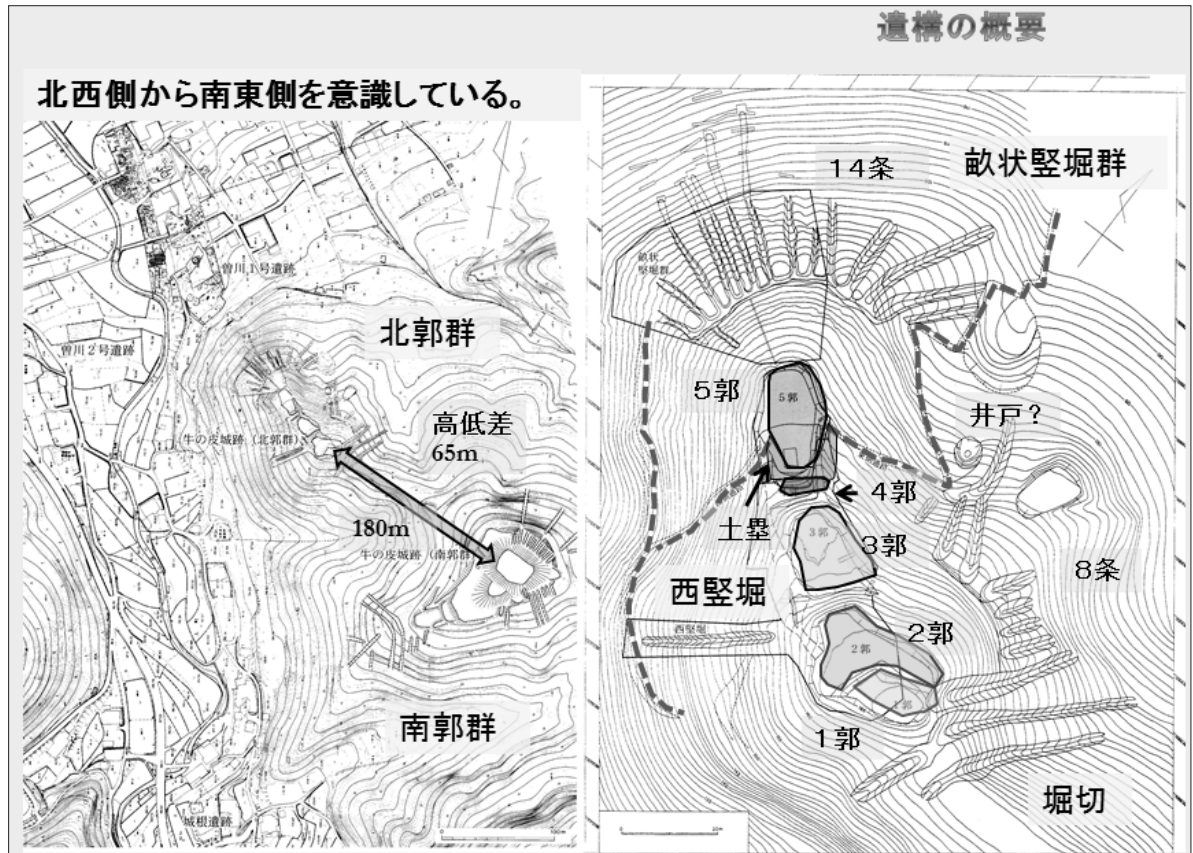 遺構の概要
北西側から南東側を意識している。
曽川1号遺跡
北郭群
曽川2号遺跡
高低差
65m
牛の皮城跡(北郭群)
180m
牛の皮城跡(南郭群)
南郭群
城根遺跡
0
100m
14条
畝状竪堀群
畝状
竪堀群
5郭
5郭
井戸?
4郭
土塁
3郭
3郭
8条
西竪堀
西竪堀
2郭
2郭
1郭
1郭
堀切
0
20m